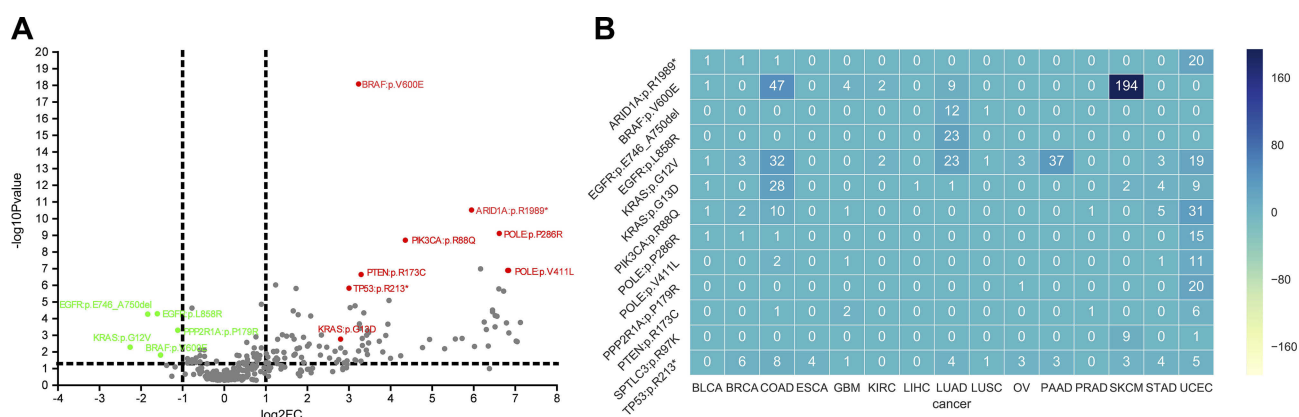 A
20
19
18
17
16
15
14
13
12
11
10
9
8
7
6
5
4
3
2
1
0
-log10Pvalue
BRAF:p.V600E
ARID1A:p.R1989*
POLE:p.P286R
PIK3CA:p.R88Q
POLE:p.V411L
PTEN:p.R173C
TP53:p.R213*
EGFR:p.E746_A750del
EGFR:p.L858R
KRAS:p.G13D
PPP2R1A:p.P179R
KRAS:p.G12V
BRAF:p.V600E
-4 -3 -2 -1 0 1 2 3 4 5 6 7 8
log2FC
B
1 1 1 0 0 0 0 0 0 0 0 0 0 0 20
1 0 47 0 4 2 0 9 0 0 0 0 194 0 0
0 0 0 0 0 0 0 12 1 0 0 0 0 0 0
0 0 0 0 0 0 0 23 0 0 0 0 0 0 0
1 3 32 0 0 2 0 23 1 3 37 0 0 3 19
0 0 28 0 0 0 1 1 0 0 0 0 2 4 9
1 2 10 0 1 0 0 0 0 0 0 1 0 5 31
1 1 1 0 0 0 0 0 0 0 0 0 0 0 15
0 0 2 0 1 0 0 0 0 0 0 0 0 1 11
0 0 0 0 0 0 0 0 0 1 0 0 0 0 20
0 0 1 0 2 0 0 0 0 0 0 1 0 0 6
0 0 0 0 0 0 0 0 0 0 0 0 9 0 1
0 6 8 4 1 0 0 4 1 3 3 0 3 4 5
ARID1A:p.R1989*
BRAF:p.V600E
EGFR:p.E746_A750del
EGFR:p.L858R
KRAS:p.G12V
KRAS:p.G13D
PIK3CA:p.R88Q
POLE:p.P286R
POLE:p.V411L
PPP2R1A:p.P179R
PTEN:p.R173C
SPTLC3:p.R97K
TP53:p.R213*
BLCA BRCA COAD ESCA GBM KIRC LIHC LUAD LUSC OV PAAD PRAD SKCM STAD UCEC
cancer
160
80
0
−80
−160